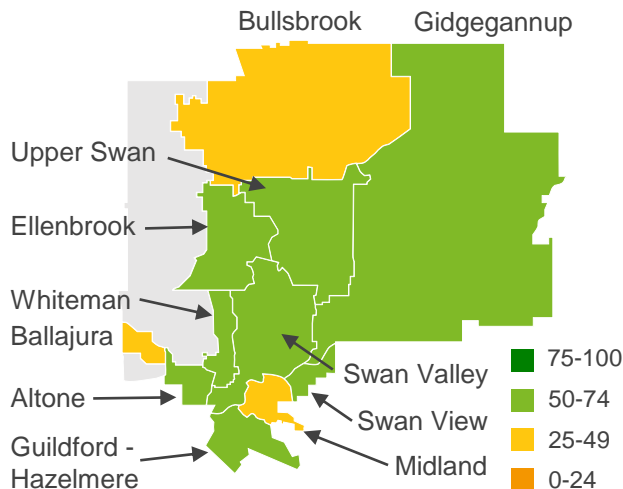 Bullsbrook
Gidgegannup
Upper Swan
Ellenbrook
Whiteman
Ballajura
Altone
Guildford -
Hazelmere
Swan Valley
Swan View
Midland
75-100
50-74
25-49
0-24